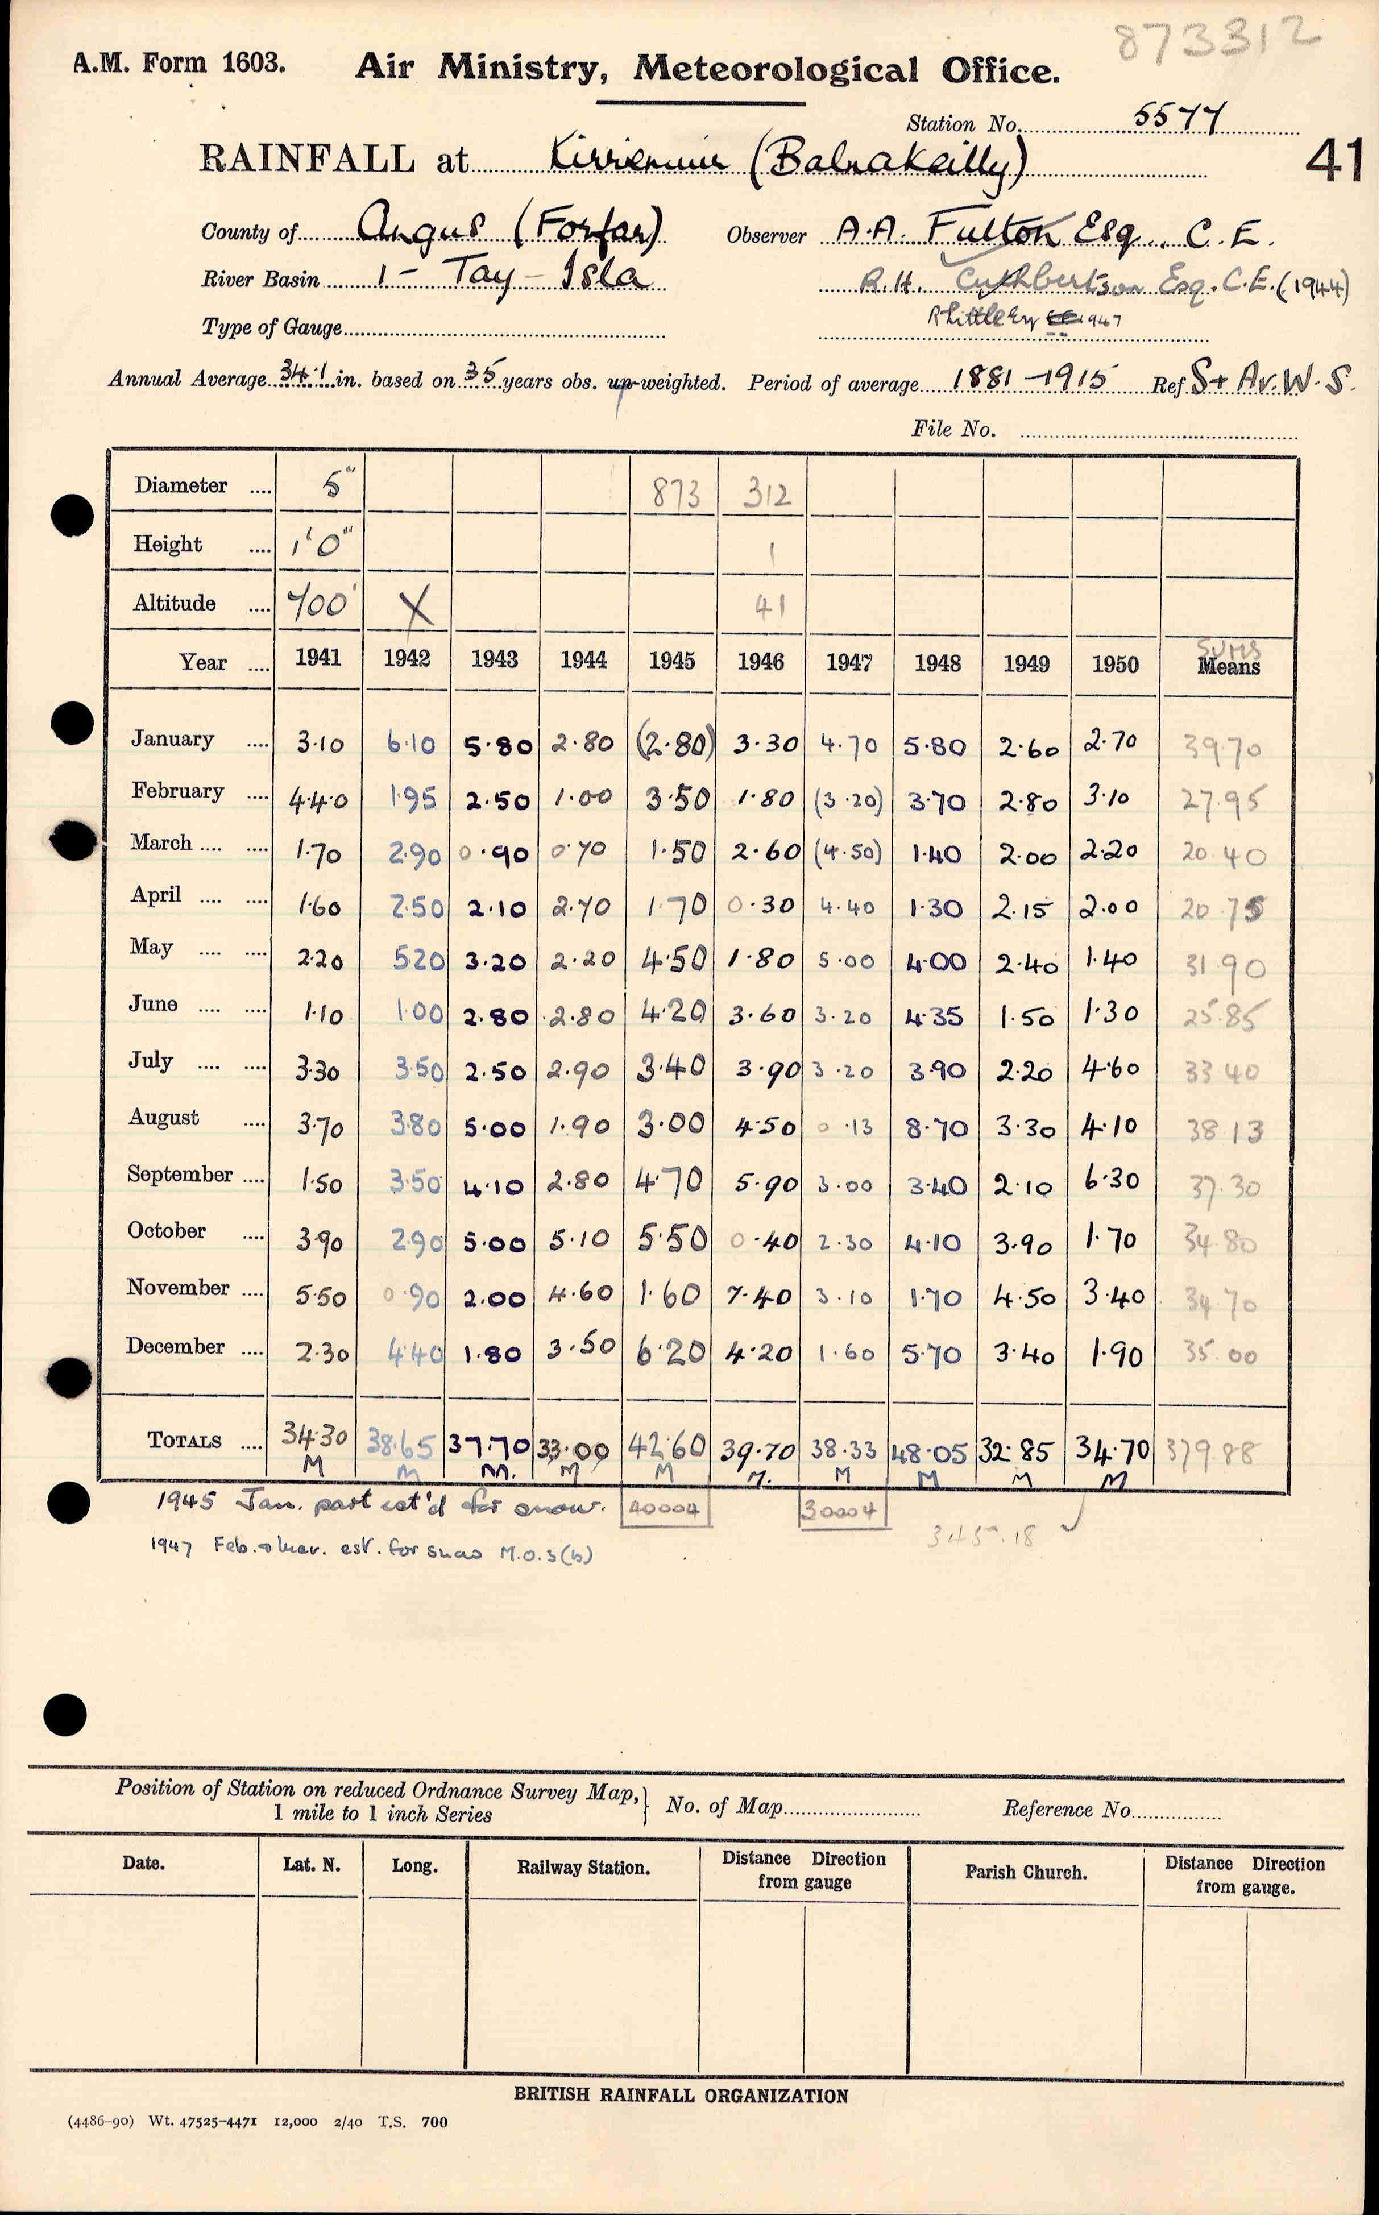 873312
A.M. Form 1603. Air Ministry, Meteorological Office.
Station No. 5577
RAINFALL at Kirriemuir (Balnakeilly) 41
County of Angus (Forfar) Observer A.A. Fulton Esq., C.E.
River Basin 1 - Tay - Isla R.H. Cuthbertson Esq. C.E. (1944)
Type of Gauge R Little Esq 1947
Annual Average 34.1 in. based on 35 years obs. up-weighted. Period of average 1881-1915 Ref St Av. W.S.
File No.
Diameter .... 5" 873 312
Height .... 1'0" 1
Altitude .... 700' X 41
Sums
Year .... 1941 1942 1943 1944 1945 1946 1947 1948 1949 1950 Means
January .... 3.10 6.10 5.80 2.80 (2.80) 3.30 4.70 5.80 2.60 2.70 39.70
February .... 4.40 1.95 2.50 1.00 3.50 1.80 (3.20) 3.70 2.80 3.10 27.95
March .... .... 1.70 2.90 0.90 0.70 1.50 2.60 (4.50) 1.40 2.00 2.20 20.40
April .... .... 1.60 2.50 2.10 2.70 1.70 0.30 4.40 1.30 2.15 2.00 20.75
May .... .... 2.20 5.20 3.20 2.20 4.50 1.80 5.00 4.00 2.40 1.40 31.90
June .... .... 1.10 1.00 2.80 2.80 4.20 3.60 3.20 4.35 1.50 1.30 25.85
July .... .... 3.30 3.50 2.50 2.90 3.40 3.90 3.20 3.90 2.20 4.60 33.40
August .... 3.70 3.80 5.00 1.90 3.00 4.50 0.13 8.70 3.30 4.10 38.13
September .... 1.50 3.50 4.10 2.80 4.70 5.90 3.00 3.40 2.10 6.30 37.30
October .... 3.90 2.90 5.00 5.10 5.50 0.40 2.30 4.10 3.90 1.70 34.80
November .... 5.50 0.90 2.00 4.60 1.60 7.40 3.10 1.70 4.50 3.40 34.70
December .... 2.30 4.40 1.80 3.50 6.20 4.20 1.60 5.70 3.40 1.90 35.00
TOTALS .... 34.30 38.65 37.70 33.00 42.60 39.70 38.33 48.05 32.85 34.70 379.88
M M M. M M M. M M M M
1945 Jan. part est'd for snow. 40004 30004
345.18
1947 Feb. & Mar. est. for snow M.O.3(b)
Position of Station on reduced Ordnance Survey Map,
1 mile to 1 inch Series } No. of Map Reference No.
Date. Lat. N. Long. Railway Station. Distance Direction from gauge Parish Church. Distance Direction from gauge.
BRITISH RAINFALL ORGANIZATION
(4486-90) Wt. 47525-4471 12,000 2/40 T.S. 700